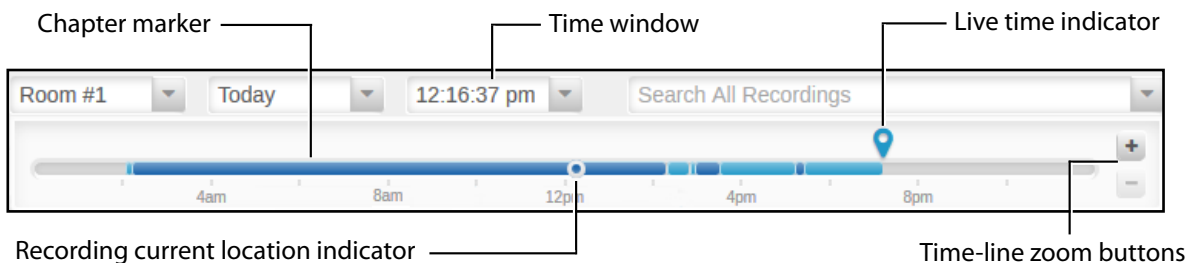 Chapter marker Time window Live time indicator
Room #1 Today 12:16:37 pm Search All Recordings
+
4am 8am 12pm 4pm 8pm
Recording current location indicator Time-line zoom buttons